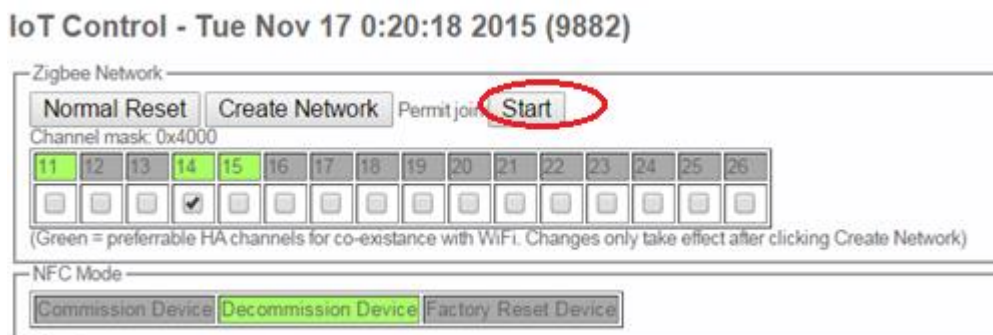 IoT Control - Tue Nov 17 0:20:18 2015 (9882)
Zigbee Network
Normal Reset Create Network Permit join Start
Channel mask: 0x4000
11 12 13 14 15 16 17 18 19 20 21 22 23 24 25 26
(Green = preferrable HA channels for co-existance with WiFi. Changes only take effect after clicking Create Network)
NFC Mode
Commission Device Decommission Device Factory Reset Device